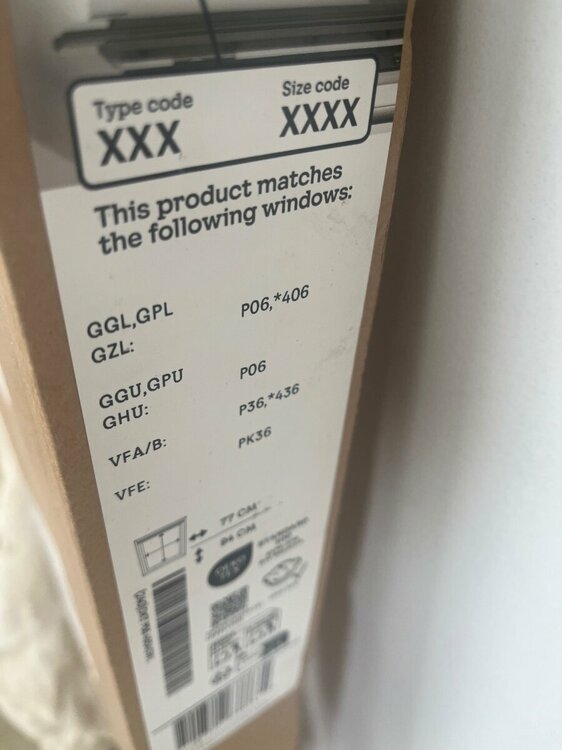 Type code
Size code
XXX
XXXX
This product matches
the following windows:
GGL,GPL
GZL:
P06,*406
GGU,GPU
GHU:
P06
VFA/B:
P36,*436
VFE:
PK36
77 CM
94 CM